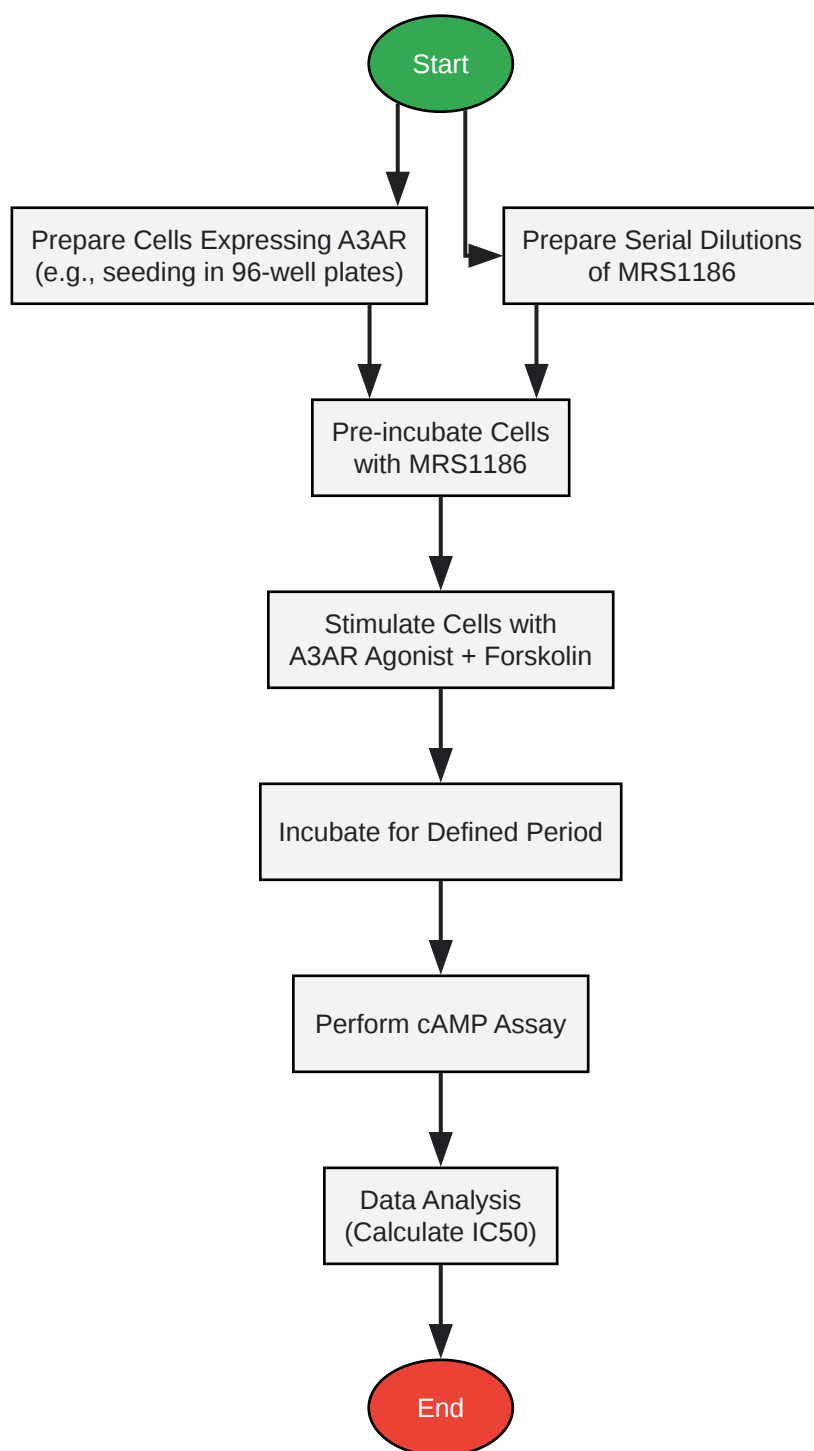 Start
Prepare Cells Expressing A3AR
(e.g., seeding in 96-well plates)
Prepare Serial Dilutions
of MRS1186
Pre-incubate Cells
with MRS1186
Stimulate Cells with
A3AR Agonist + Forskolin
Incubate for Defined Period
Perform cAMP Assay
Data Analysis
(Calculate IC50)
End